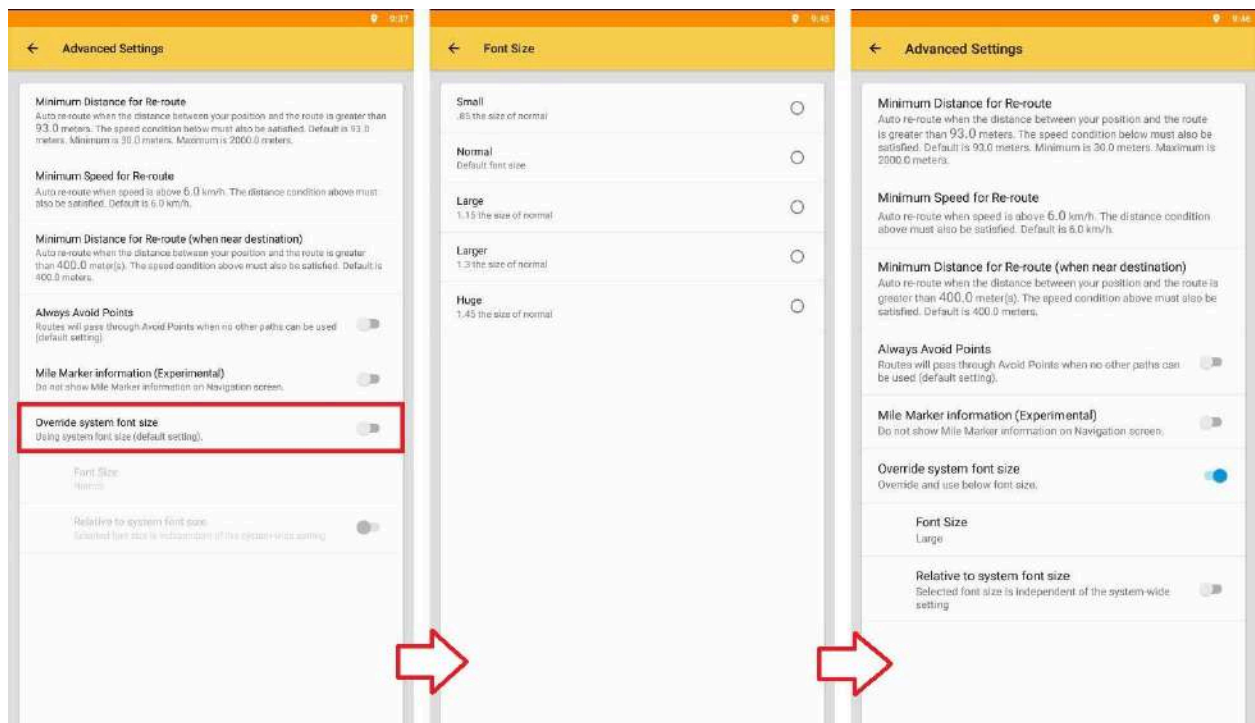 9:37
Advanced Settings
Minimum Distance for Re-route
Auto re-route when the distance between your position and the route is greater than
93.0 meters. The speed condition below must also be satisfied. Default is 93.0
meters. Minimum is 30.0 meters. Maximum is 2000.0 meters.
Minimum Speed for Re-route
Auto re-route when speed is above 6.0 km/h. The distance condition above must
also be satisfied. Default is 6.0 km/h.
Minimum Distance for Re-route (when near destination)
Auto re-route when the distance between your position and the route is greater
than 400.0 meter(s). The speed condition above must also be satisfied. Default is
400.0 meters.
Always Avoid Points
Routes will pass through Avoid Points when no other paths can be used
(default setting).
Mile Marker information (Experimental)
Do not show Mile Marker information on Navigation screen.
Override system font size
Using system font size (default setting).
Font Size
Normal
Relative to system font size
Selected font size is independent of the system-wide setting
9:45
Font Size
Small
.85 the size of normal
Normal
Default font size
Large
1.15 the size of normal
Larger
1.3 the size of normal
Huge
1.45 the size of normal
9:46
Advanced Settings
Minimum Distance for Re-route
Auto re-route when the distance between your position and the route
is greater than 93.0 meters. The speed condition below must also be
satisfied. Default is 93.0 meters. Minimum is 30.0 meters. Maximum is
2000.0 meters.
Minimum Speed for Re-route
Auto re-route when speed is above 6.0 km/h. The distance condition
above must also be satisfied. Default is 6.0 km/h.
Minimum Distance for Re-route (when near destination)
Auto re-route when the distance between your position and the route is
greater than 400.0 meter(s). The speed condition above must also be
satisfied. Default is 400.0 meters.
Always Avoid Points
Routes will pass through Avoid Points when no other paths can
be used (default setting).
Mile Marker information (Experimental)
Do not show Mile Marker information on Navigation screen.
Override system font size
Override and use below font size.
Font Size
Large
Relative to system font size
Selected font size is independent of the system-wide
setting